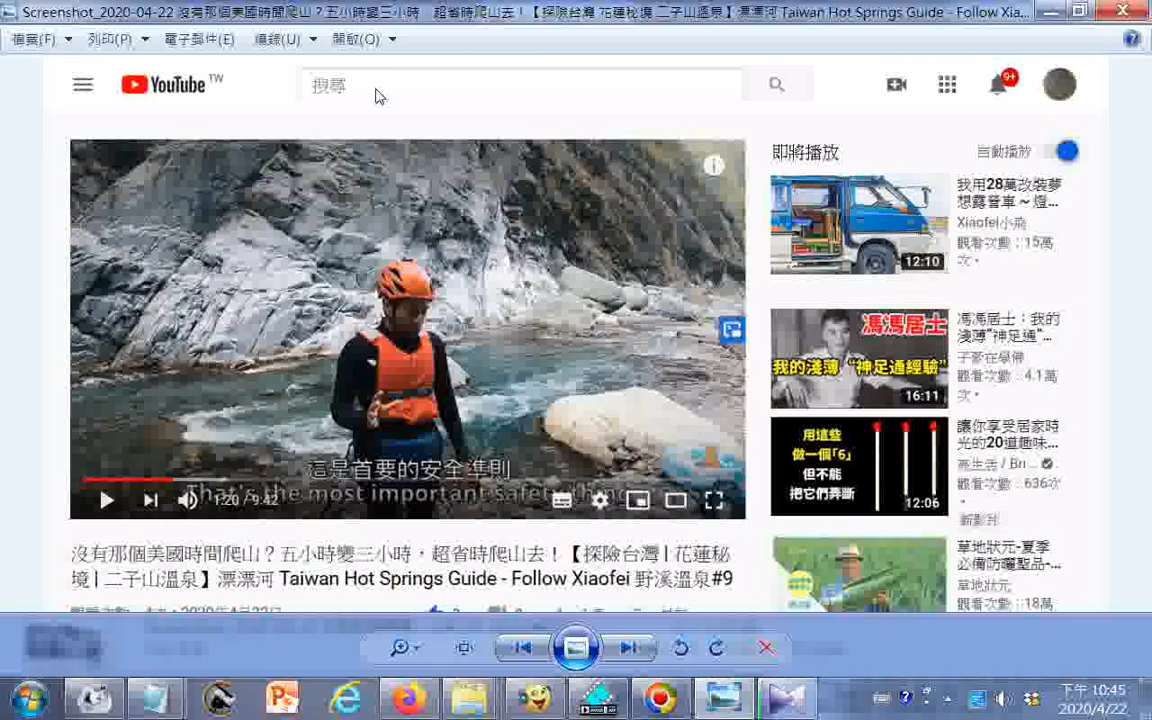 Screenshot_2020-04-22 沒有那個美國時間爬山？五小時變三小時 超省時爬山去！【探險台灣 花蓮秘境 二子山溫泉】漂漂河 Taiwan Hot Springs Guide - Follow Xia...
檔案(F) 列印(P) 電子郵件(E) 燒錄(U) 開啟(O)
YouTube TW
搜尋
9+
即將播放
自動播放
我用28萬改裝夢
想露營車～燈...
Xiaofei小飛
觀看次數：15萬
次・
12:10
馮馮居士
我的淺薄“神足通經驗”
16:11
馮馮居士：我的
淺薄“神足通”...
觀看次數：4.1萬
次・
用這些
做一個「6」
但不能
把它們弄斷
12:06
讓你享受居家時
光的20道趣味...
觀看次數：636次
草地狀元-夏季
必備防曬聖品-...
草地狀元
觀看次數：18萬
這是首要的安全準則
That's the most important safety thing
1:20 / 9:42
沒有那個美國時間爬山？五小時變三小時，超省時爬山去！【探險台灣 | 花蓮秘
境 | 二子山溫泉】漂漂河 Taiwan Hot Springs Guide - Follow Xiaofei 野溪溫泉#9
下午 10:45
2020/4/22